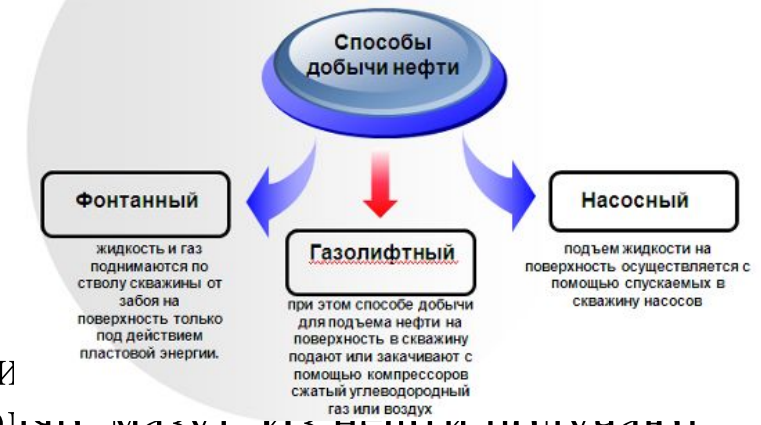 Способы
добычи нефти
Фонтанный
жидкость и газ
поднимаются по
стволу скважины от
забоя на
поверхность только
под действием
пластовой энергии.
Газолифтный
при этом способе добычи
для подъема нефти на
поверхность в скважину
подают или закачивают с
помощью компрессоров
сжатый углеводородный
газ или воздух
Насосный
подъем жидкости на
поверхность осуществляется с
помощью спускаемых в
скважину насосов